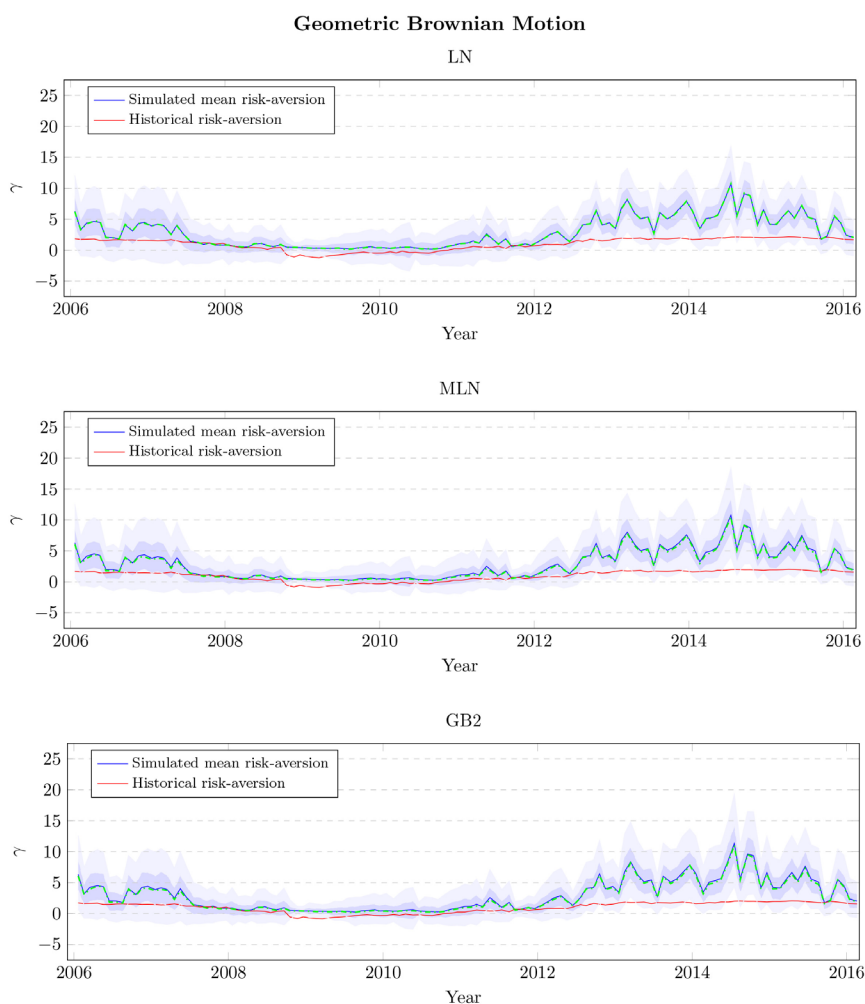 Geometric Brownian Motion
LN
Simulated mean risk-aversion
Historical risk-aversion
25
20
15
10
5
0
−5
γ
2006 2008 2010 2012 2014 2016
Year
MLN
Simulated mean risk-aversion
Historical risk-aversion
25
20
15
10
5
0
−5
γ
2006 2008 2010 2012 2014 2016
Year
GB2
Simulated mean risk-aversion
Historical risk-aversion
25
20
15
10
5
0
−5
γ
2006 2008 2010 2012 2014 2016
Year